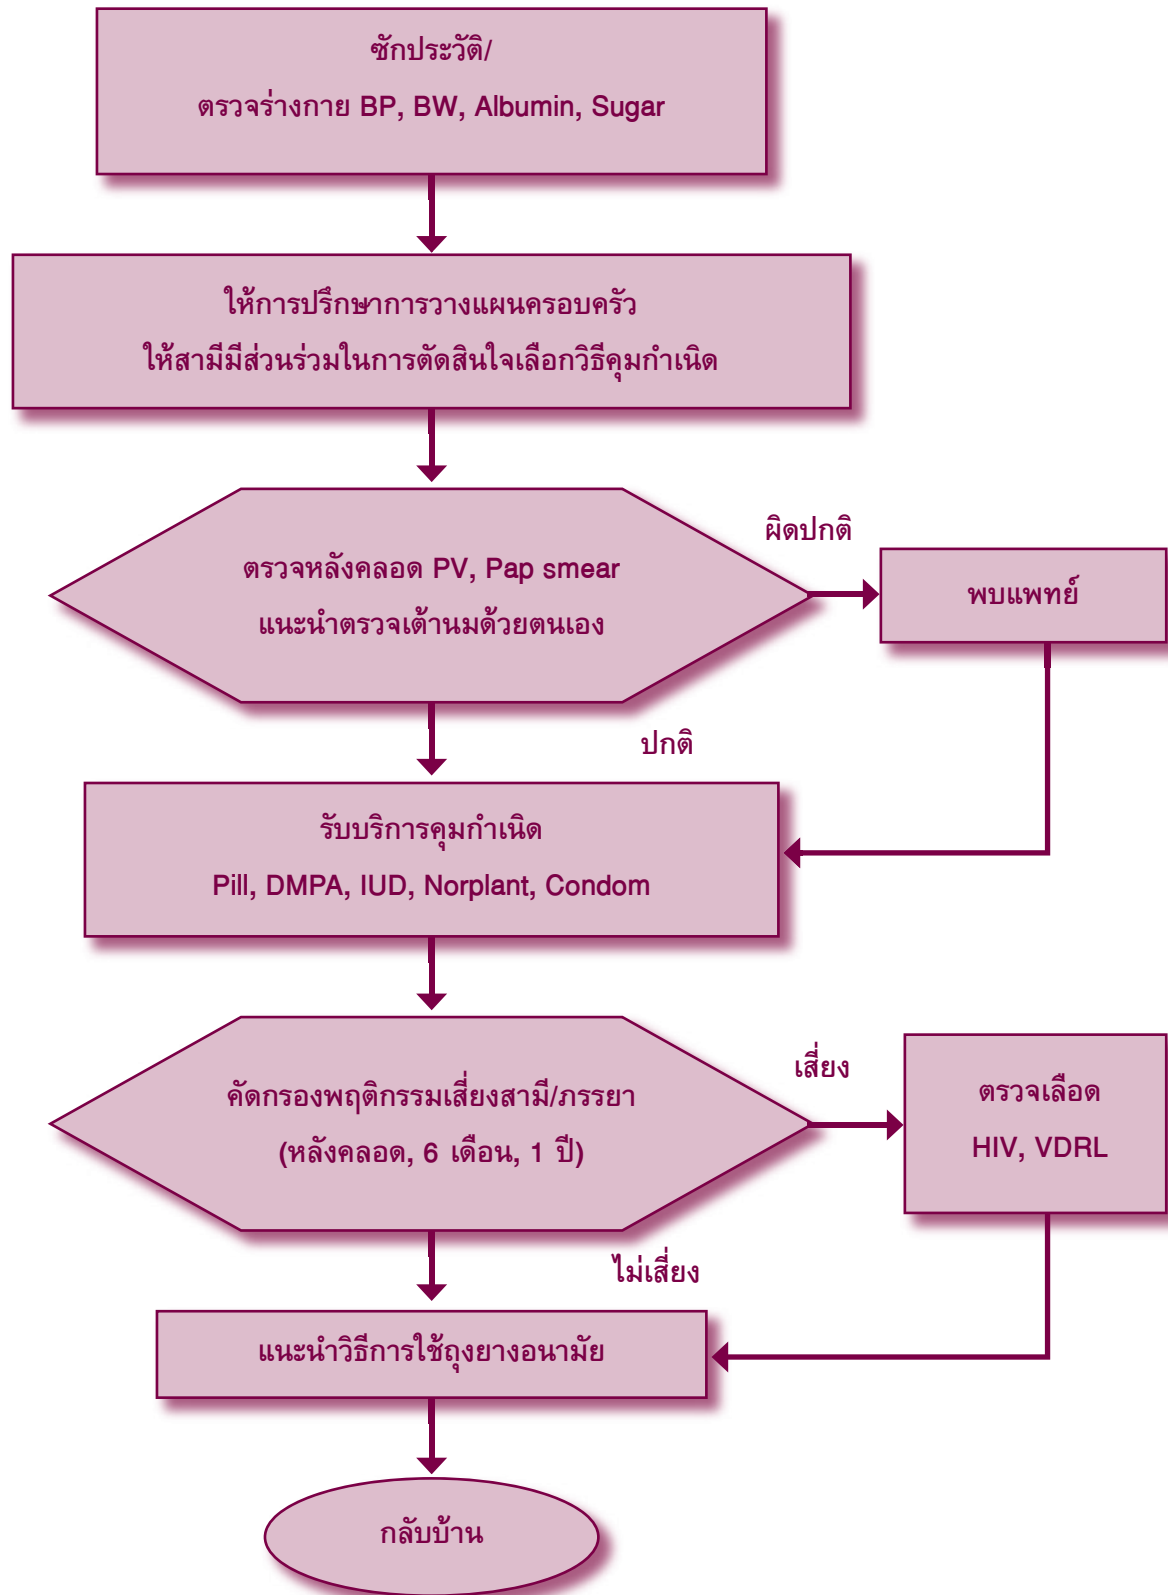 ซักประวัติ/
ตรวจร่างกาย BP, BW, Albumin, Sugar
ให้การปรึกษาการวางแผนครอบครัว
ให้สามีมีส่วนร่วมในการตัดสินใจเลือกวิธีคุมกำเนิด
ผิดปกติ
ตรวจหลังคลอด PV, Pap smear
แนะนำตรวจเต้านมด้วยตนเอง
พบแพทย์
ปกติ
รับบริการคุมกำเนิด
Pill, DMPA, IUD, Norplant, Condom
เสี่ยง
คัดกรองพฤติกรรมเสี่ยงสามี/ภรรยา
(หลังคลอด, 6 เดือน, 1 ปี)
ตรวจเลือด
HIV, VDRL
ไม่เสี่ยง
แนะนำวิธีการใช้ถุงยางอนามัย
กลับบ้าน